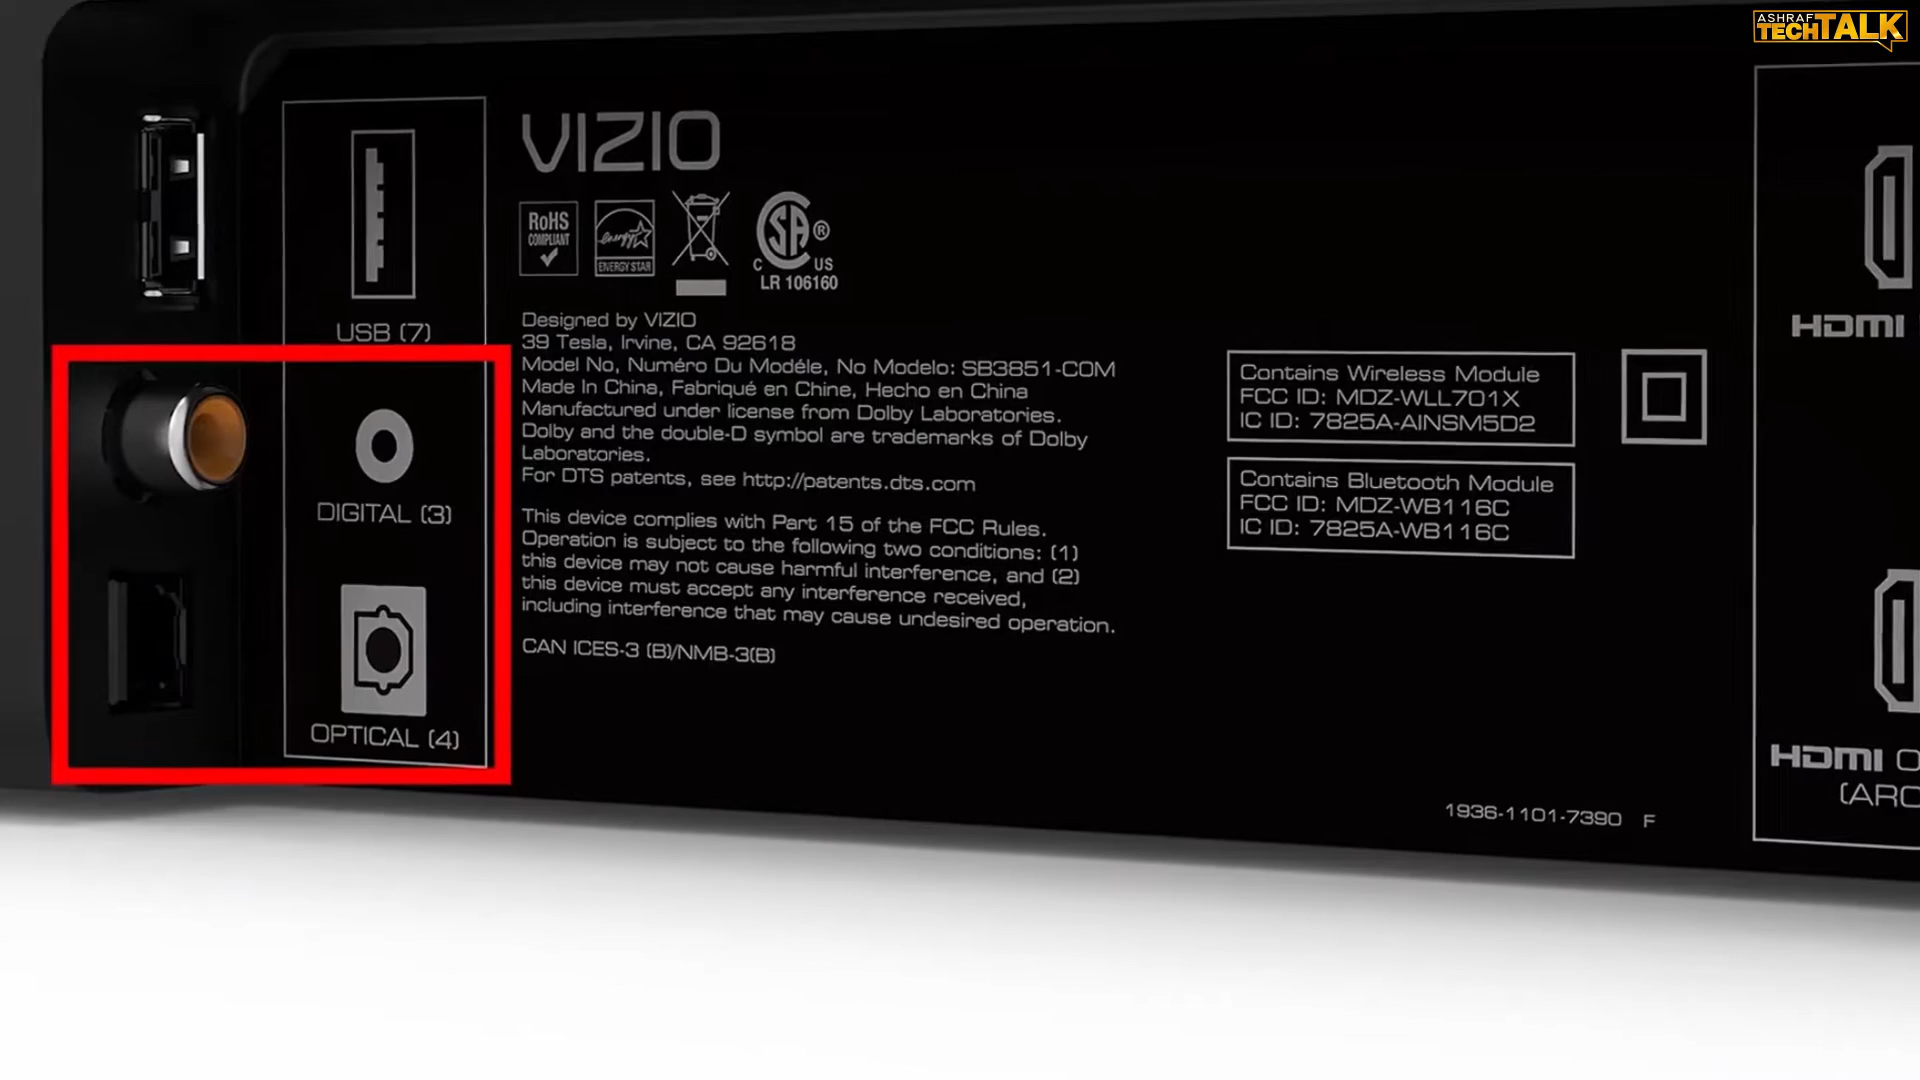 ASHRAF
TECHTALK
VIZIO
RoHS
COMPLIANT
energy
ENERGY STAR
SA ®
C US
LR 106160
USB (7)
DIGITAL (3)
OPTICAL (4)
Designed by VIZIO
39 Tesla, Irvine, CA 92618
Model No, Numéro Du Modéle, No Modelo: SB3851-COM
Made In China, Fabriqué en Chine, Hecho en China
Manufactured under license from Dolby Laboratories.
Dolby and the double-D symbol are trademarks of Dolby
Laboratories.
For DTS patents, see http://patents.dts.com
This device complies with Part 15 of the FCC Rules.
Operation is subject to the following two conditions: (1)
this device may not cause harmful interference, and (2)
this device must accept any interference received,
including interference that may cause undesired operation.
CAN ICES-3 (B)/NMB-3(B)
Contains Wireless Module
FCC ID: MDZ-WLL701X
IC ID: 7825A-AINSM5D2
Contains Bluetooth Module
FCC ID: MDZ-WB116C
IC ID: 7825A-WB116C
1936-1101-7390 F
HDMI
HDMI O
(ARC